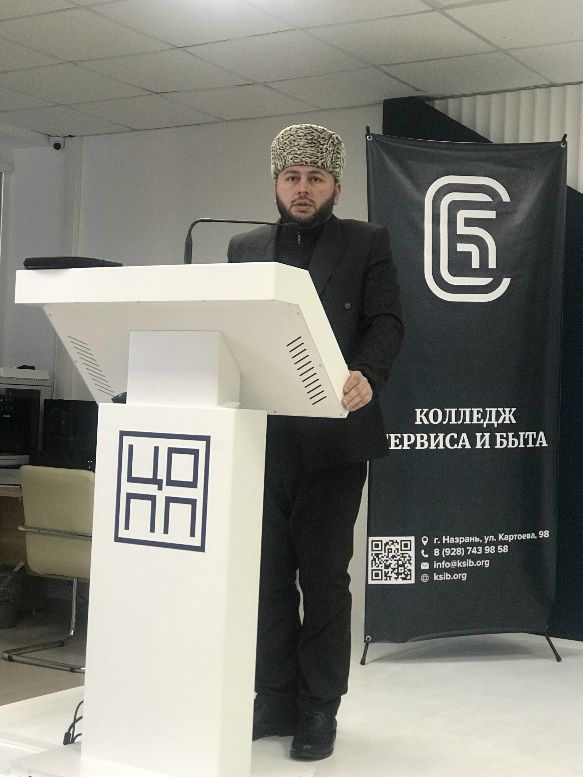 КОЛЛЕДЖ
ЕРВИСА И БЫТА
г. Назрань, ул. Картоева, 98
8 (928) 743 98 58
info@ksib.org
ksib.org
ЦО
ПП